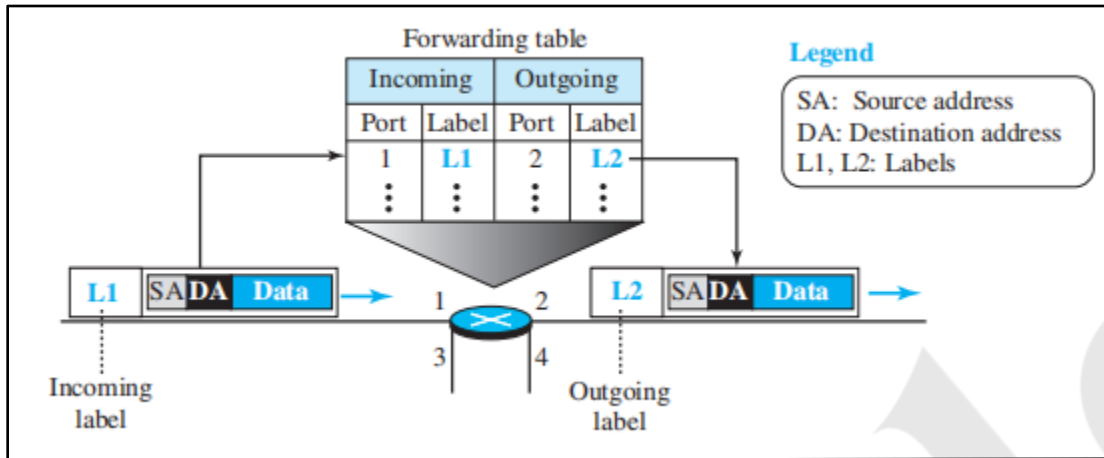 Forwarding table
Incoming Outgoing
Port Label Port Label
1 L1 2 L2
⋮ ⋮ ⋮ ⋮
Legend
SA: Source address
DA: Destination address
L1, L2: Labels
L1 SA DA Data
1 2
3 4
L2 SA DA Data
Incoming
label
Outgoing
label